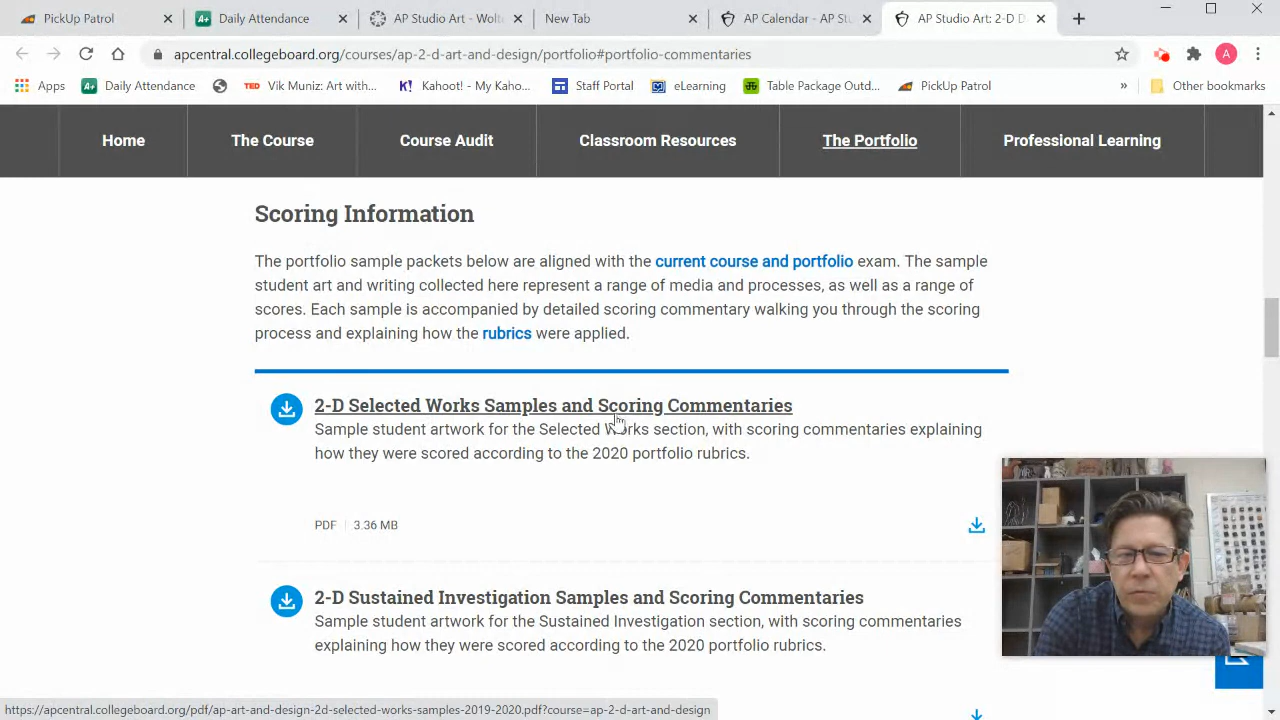 PickUp Patrol
Daily Attendance
AP Studio Art - Wolt
New Tab
AP Calendar - AP St
AP Studio Art: 2-D D
apcentral.collegeboard.org/courses/ap-2-d-art-and-design/portfolio#portfolio-commentaries
A
Apps
A+ Daily Attendance
TED Vik Muniz: Art with...
K! Kahoot! - My Kaho...
Staff Portal
eLearning
Table Package Outd...
PickUp Patrol
»
Other bookmarks
Home
The Course
Course Audit
Classroom Resources
The Portfolio
Professional Learning
Scoring Information
The portfolio sample packets below are aligned with the current course and portfolio exam. The sample
student art and writing collected here represent a range of media and processes, as well as a range of
scores. Each sample is accompanied by detailed scoring commentary walking you through the scoring
process and explaining how the rubrics were applied.
2-D Selected Works Samples and Scoring Commentaries
Sample student artwork for the Selected Works section, with scoring commentaries explaining
how they were scored according to the 2020 portfolio rubrics.
PDF | 3.36 MB
2-D Sustained Investigation Samples and Scoring Commentaries
Sample student artwork for the Sustained Investigation section, with scoring commentaries
explaining how they were scored according to the 2020 portfolio rubrics.
https://apcentral.collegeboard.org/pdf/ap-art-and-design-2d-selected-works-samples-2019-2020.pdf?course=ap-2-d-art-and-design